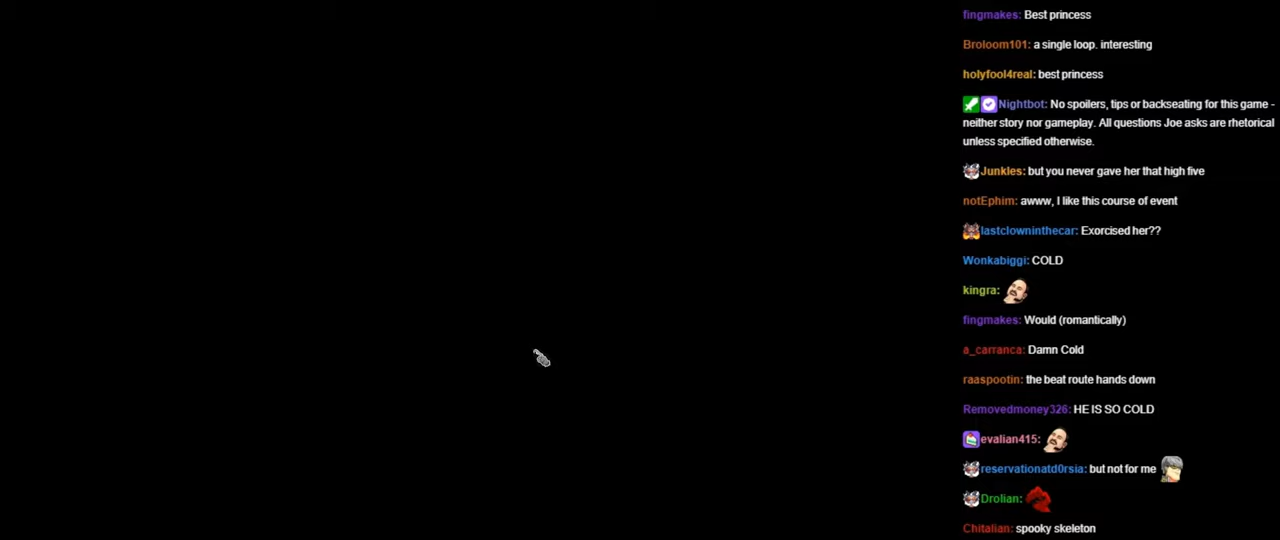 fingmakes: Best princess
Broloom101: a single loop. interesting
holyfool4real: best princess
Nightbot: No spoilers, tips or backseating for this game -
neither story nor gameplay. All questions Joe asks are rhetorical
unless specified otherwise.
Junkles: but you never gave her that high five
notEphim: awww, I like this course of event
lastclowninthecar: Exorcised her??
Wonkabiggi: COLD
kingra:
fingmakes: Would (romantically)
a_carranca: Damn Cold
raaspootin: the beat route hands down
Removedmoney326: HE IS SO COLD
evalian415:
reservationatd0rsia: but not for me
Drolian:
Chitalian: spooky skeleton